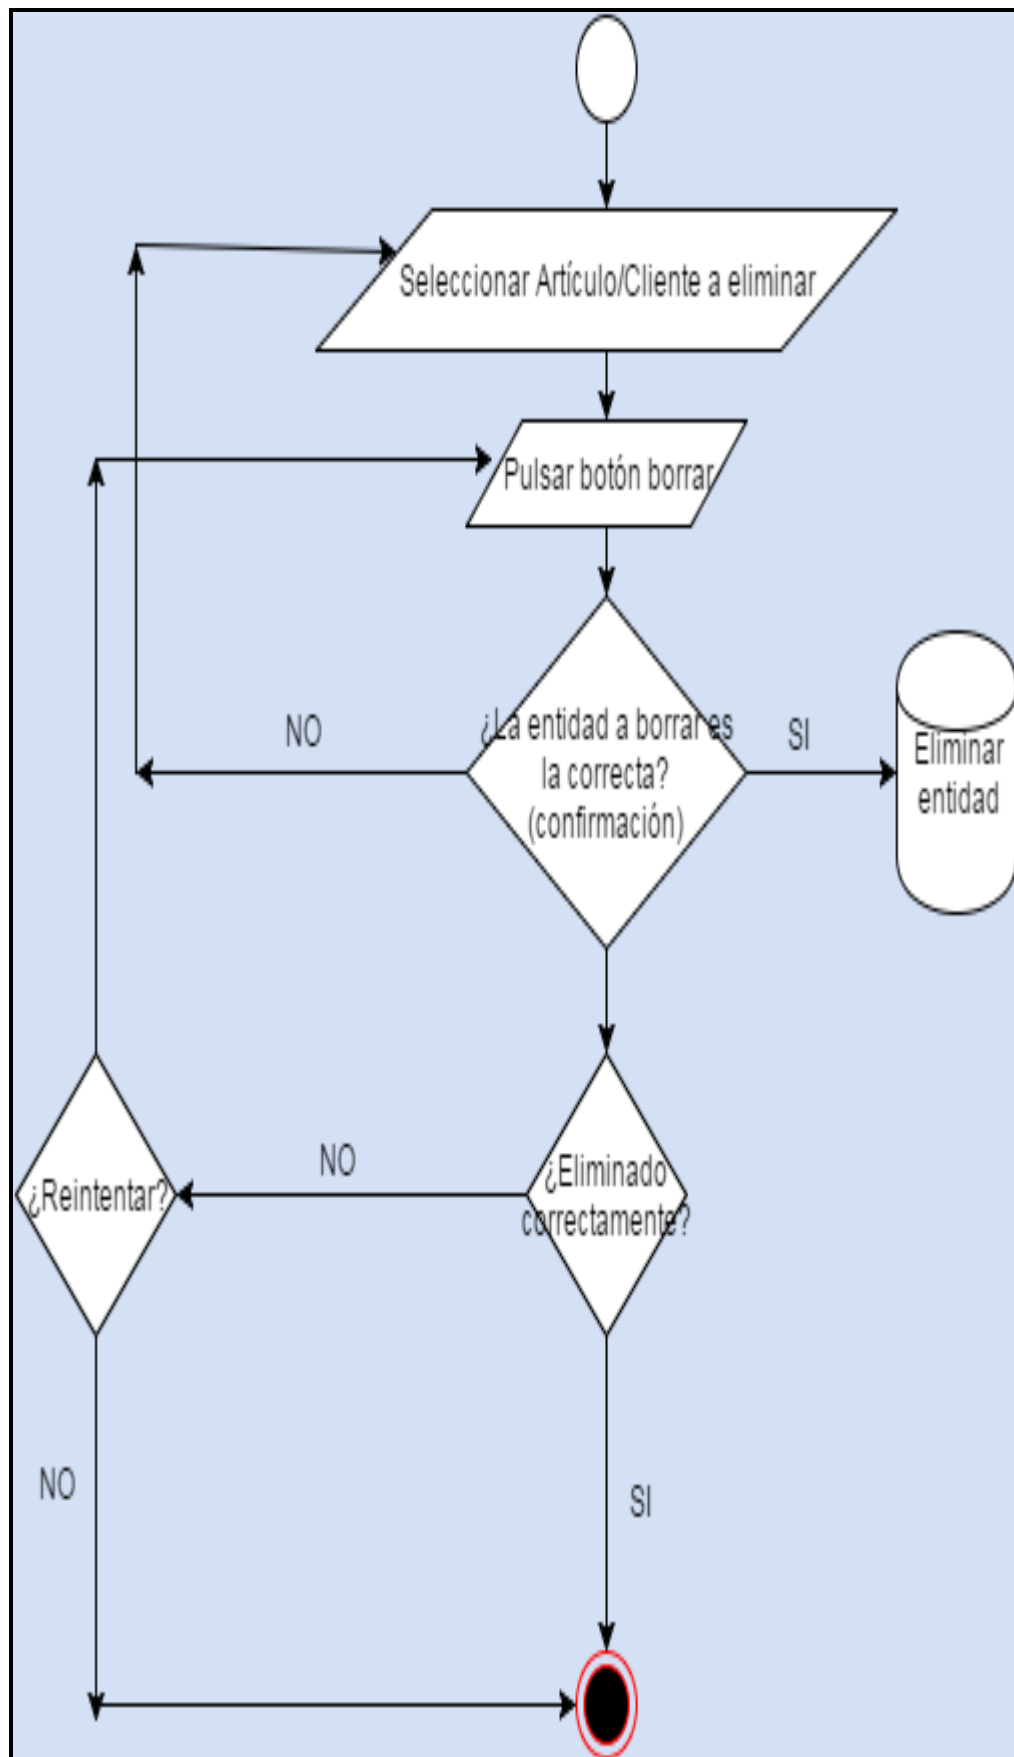 Seleccionar Artículo/Cliente a eliminar
Pulsar botón borrar
¿La entidad a borrar es
la correcta?
(confirmación)
NO
SI
Eliminar
entidad
¿Eliminado
correctamente?
NO
¿Reintentar?
NO
SI